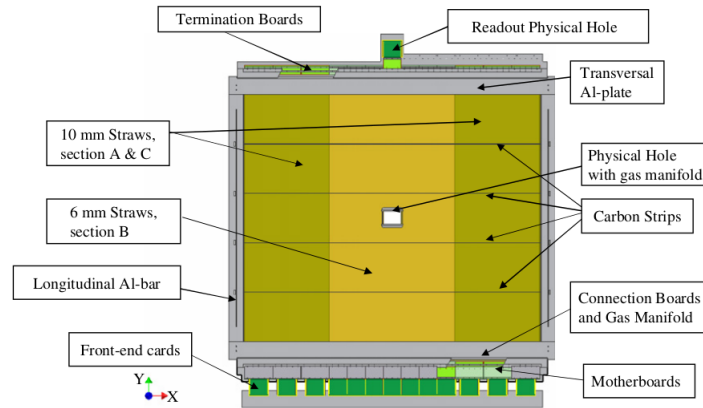 Termination Boards
Readout Physical Hole
Transversal
Al-plate
10 mm Straws,
section A & C
Physical Hole
with gas manifold
6 mm Straws,
section B
Carbon Strips
Longitudinal Al-bar
Connection Boards
and Gas Manifold
Front-end cards
Motherboards
Y
X